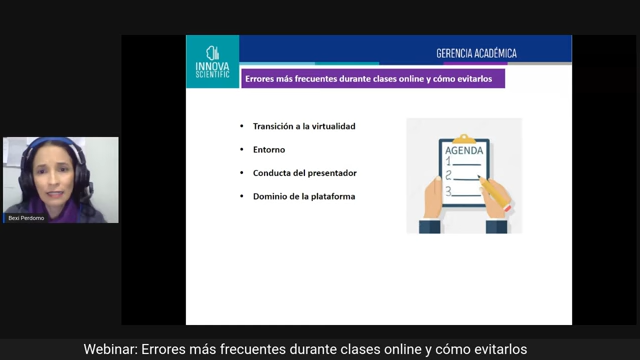 INNOVA
SCIENTIFIC
GERENCIA ACADÉMICA
Errores más frecuentes durante clases online y cómo evitarlos
• Transición a la virtualidad
• Entorno
• Conducta del presentador
• Dominio de la plataforma
AGENDA
1
2
3
Bexi Perdomo
Webinar: Errores más frecuentes durante clases online y cómo evitarlos